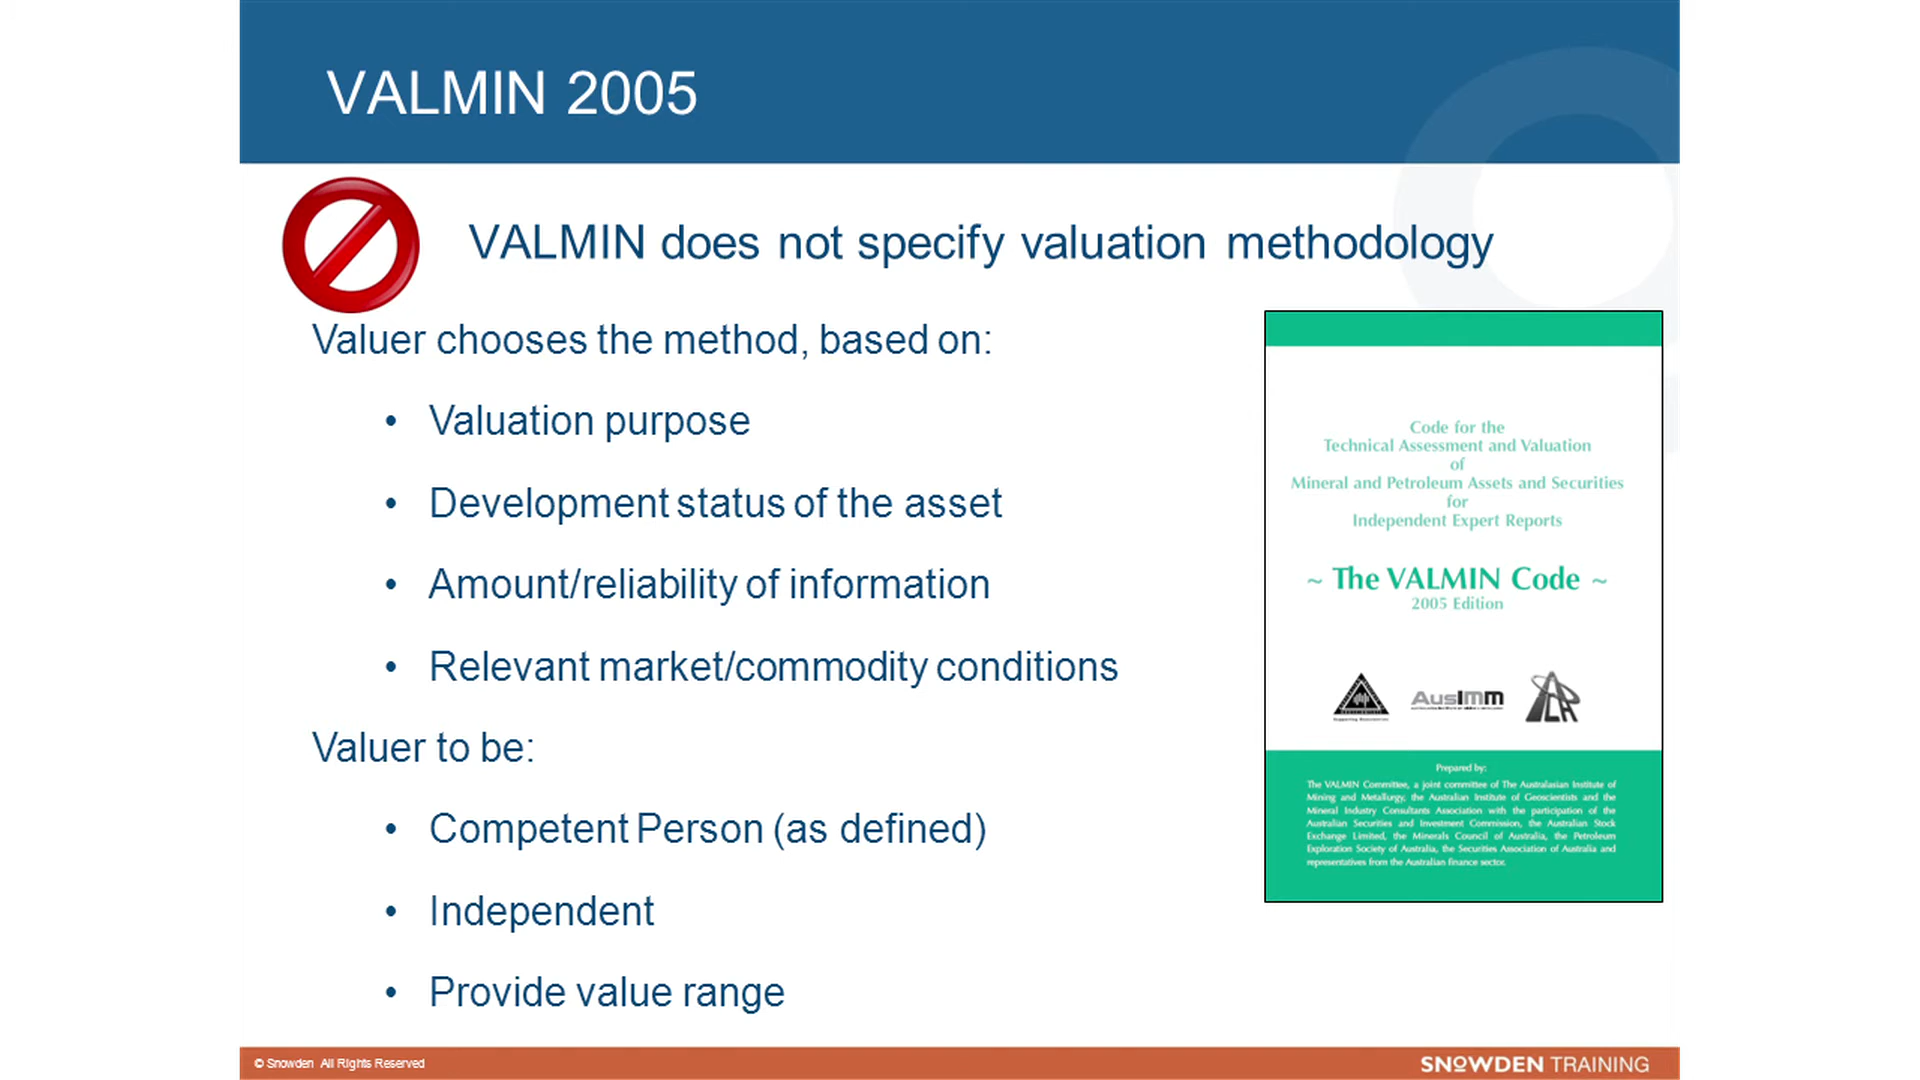 VALMIN 2005
VALMIN does not specify valuation methodology
Valuer chooses the method, based on:
• Valuation purpose
• Development status of the asset
• Amount/reliability of information
• Relevant market/commodity conditions
Valuer to be:
• Competent Person (as defined)
• Independent
• Provide value range
Code for the
Technical Assessment and Valuation
of
Mineral and Petroleum Assets and Securities
for
Independent Expert Reports
~ The VALMIN Code ~
2005 Edition
AusIMM
Prepared by:
The VALMIN Committee, a joint committee of The Australasian Institute of
Mining and Metallurgy, the Australian Institute of Geoscientists and the
Mineral Industry Consultants Association with the participation of the
Australian Securities and Investment Commission, the Australian Stock
Exchange Limited, the Minerals Council of Australia, the Petroleum
Exploration Society of Australia, the Securities Association of Australia and
representatives from the Australian finance sector.
© Snowden All Rights Reserved
SNOWDEN TRAINING